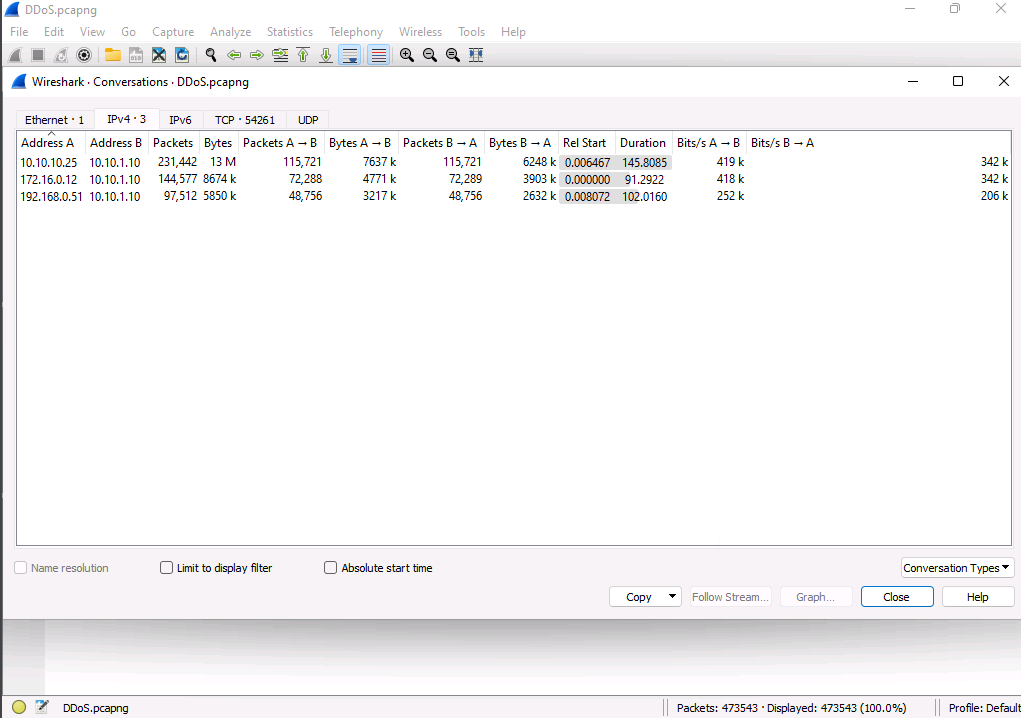 DDoS.pcapng
File Edit View Go Capture Analyze Statistics Telephony Wireless Tools Help
Wireshark · Conversations · DDoS.pcapng
Ethernet · 1 IPv4 · 3 IPv6 TCP · 54261 UDP
Address A Address B Packets Bytes Packets A → B Bytes A → B Packets B → A Bytes B → A Rel Start Duration Bits/s A → B Bits/s B → A
10.10.10.25 10.10.1.10 231,442 13 M 115,721 7637 k 115,721 6248 k 0.006467 145.8085 419 k 342 k
172.16.0.12 10.10.1.10 144,577 8674 k 72,288 4771 k 72,289 3903 k 0.000000 91.2922 418 k 342 k
192.168.0.51 10.10.1.10 97,512 5850 k 48,756 3217 k 48,756 2632 k 0.008072 102.0160 252 k 206 k
Name resolution Limit to display filter Absolute start time Conversation Types
Copy Follow Stream... Graph... Close Help
DDoS.pcapng Packets: 473543 · Displayed: 473543 (100.0%) Profile: Default